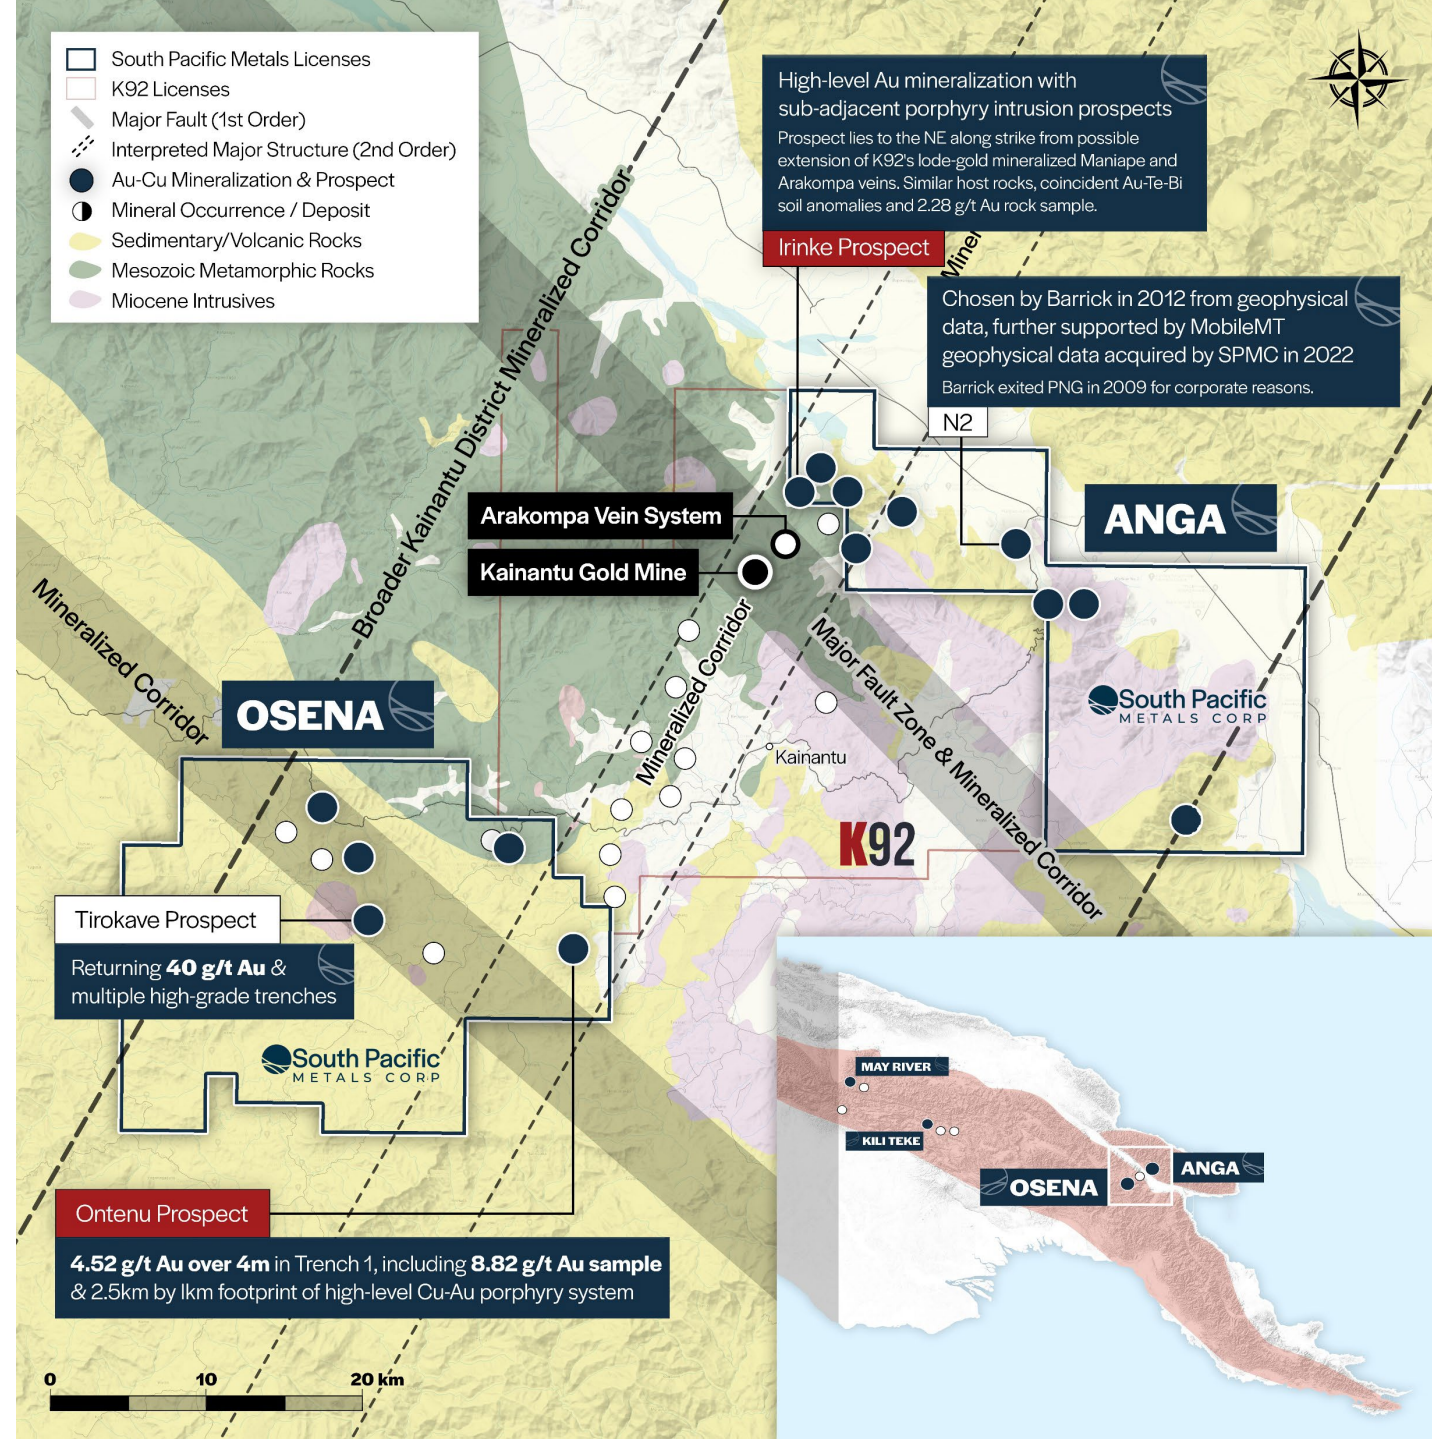 South Pacific Metals Licenses
K92 Licenses
Major Fault (1st Order)
Interpreted Major Structure (2nd Order)
Au-Cu Mineralization & Prospect
Mineral Occurrence / Deposit
Sedimentary/Volcanic Rocks
Mesozoic Metamorphic Rocks
Miocene Intrusives
High-level Au mineralization with
sub-adjacent porphyry intrusion prospects
Prospect lies to the NE along strike from possible
extension of K92's lode-gold mineralized Maniape and
Arakompa veins. Similar host rocks, coincident Au-Te-Bi
soil anomalies and 2.28 g/t Au rock sample.
Irinke Prospect
Miner
Chosen by Barrick in 2012 from geophysical
data, further supported by MobileMT
geophysical data acquired by SPMC in 2022
Barrick exited PNG in 2009 for corporate reasons.
N2
Broader Kainantu District Mineralized Corridor
Arakompa Vein System
Kainantu Gold Mine
ANGA
Mineralized Corridor
OSENA
Mineralized Corridor
Major Fault Zone & Mineralized Corridor
South Pacific
METALS CORP
Kainantu
K92
Tirokave Prospect
Returning 40 g/t Au &
multiple high-grade trenches
South Pacific
METALS CORP
Ontenu Prospect
4.52 g/t Au over 4m in Trench 1, including 8.82 g/t Au sample
& 2.5km by 1km footprint of high-level Cu-Au porphyry system
0 10 20 km
MAY RIVER
KILI TEKE
OSENA
ANGA